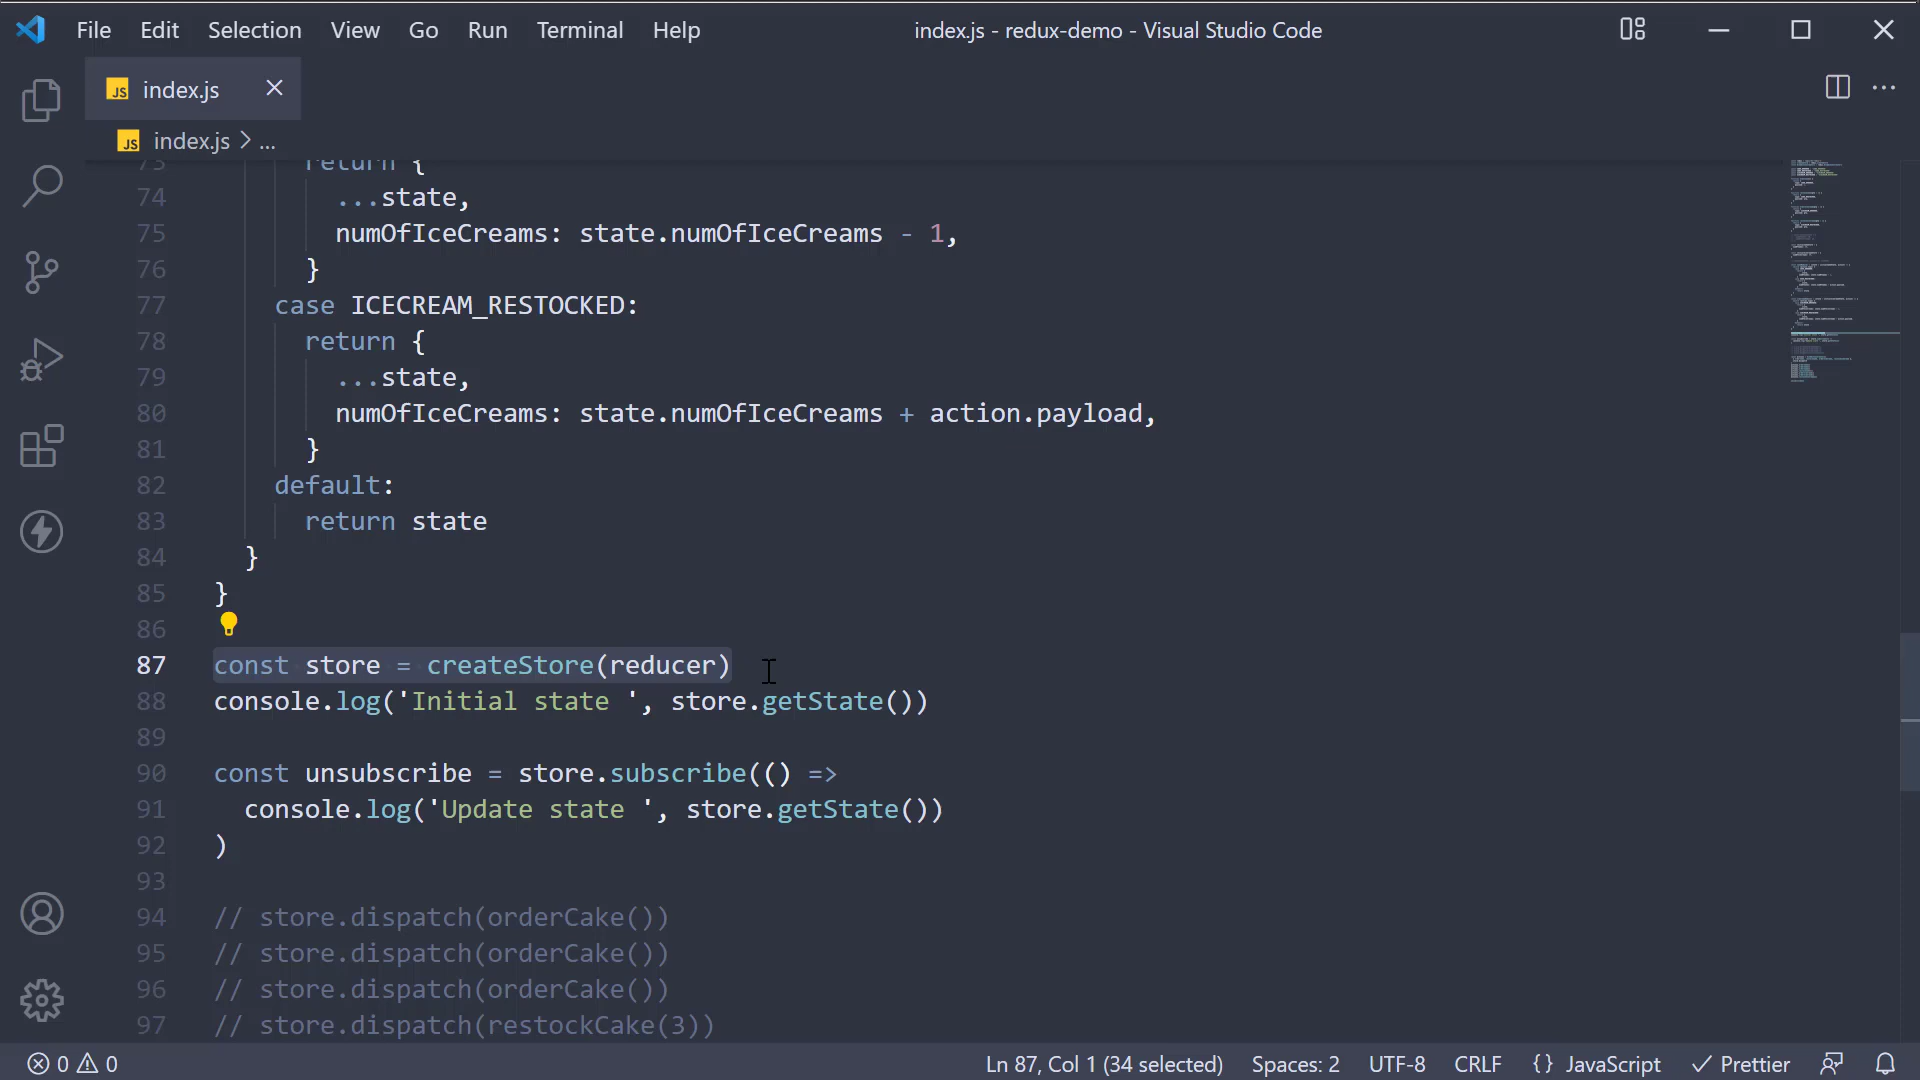 File Edit Selection View Go Run Terminal Help
index.js - redux-demo - Visual Studio Code
JS index.js
JS index.js > ...
73 return {
74 ...state,
75 numOfIceCreams: state.numOfIceCreams - 1,
76 }
77 case ICECREAM_RESTOCKED:
78 return {
79 ...state,
80 numOfIceCreams: state.numOfIceCreams + action.payload,
81 }
82 default:
83 return state
84 }
85 }
86
87 const store = createStore(reducer)
88 console.log('Initial state ', store.getState())
89
90 const unsubscribe = store.subscribe(() =>
91 console.log('Update state ', store.getState())
92 )
93
94 // store.dispatch(orderCake())
95 // store.dispatch(orderCake())
96 // store.dispatch(orderCake())
97 // store.dispatch(restockCake(3))
0 0 Ln 87, Col 1 (34 selected) Spaces: 2 UTF-8 CRLF {} JavaScript Prettier